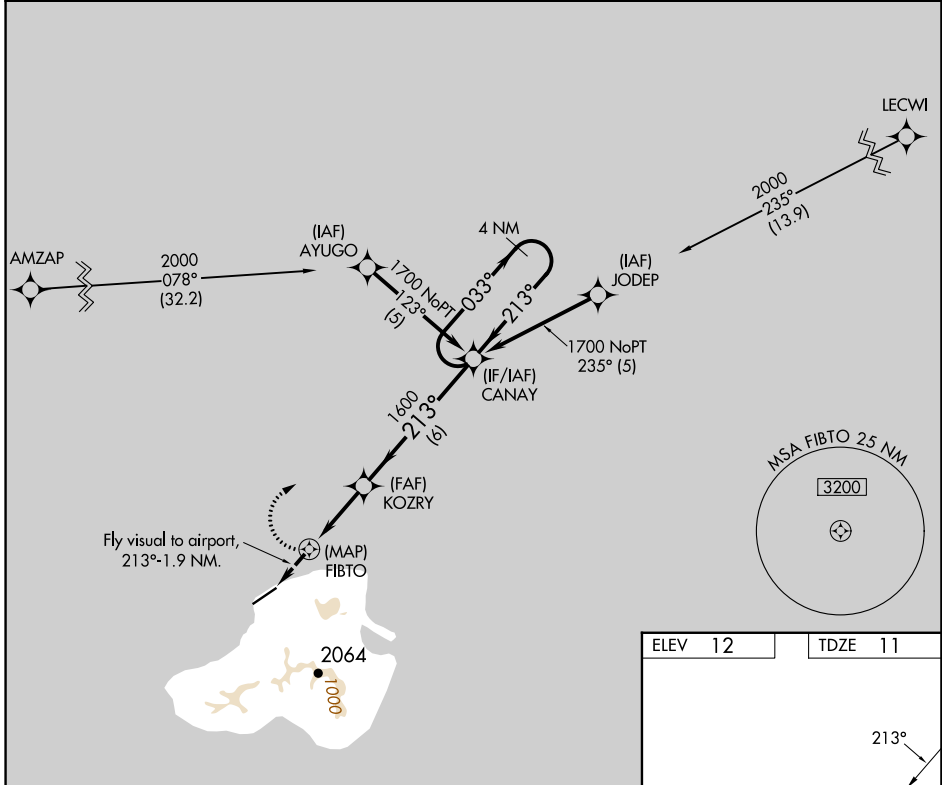 LECWI
2000
235°
(13.9)
4 NM
(IAF)
AYUGO
AMZAP
2000
078°
(32.2)
(IAF)
JODEP
1700 NoPT
123°
(5)
033°
213°
1700 NoPT
235° (5)
(IF/IAF)
CANAY
1600
213°
(6)
MSA FIBTO 25 NM
3200
(FAF)
KOZRY
Fly visual to airport,
213°-1.9 NM.
(MAP)
FIBTO
2064
1000
ELEV 12
TDZE 11
213°